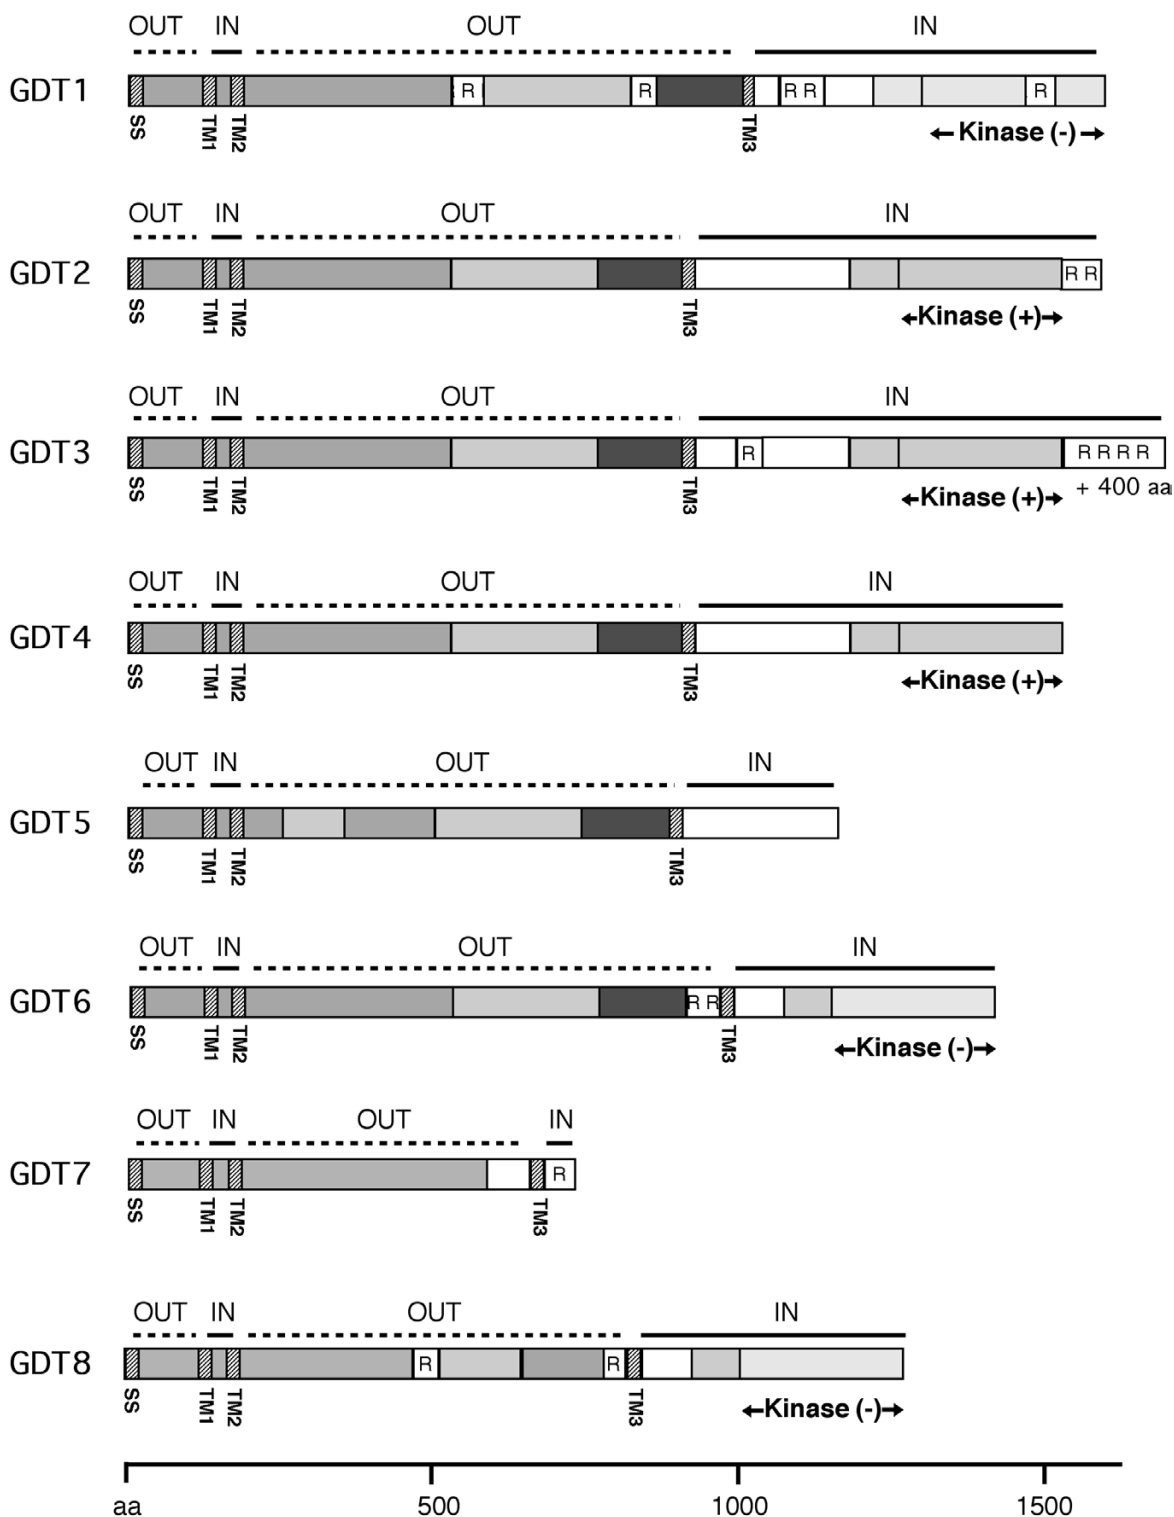 OUT IN OUT IN
GDT1 R R R R R
SS TM1 TM2 TM3 Kinase (-)
OUT IN OUT IN
GDT2 R R
SS TM1 TM2 TM3 Kinase (+)
OUT IN OUT IN
GDT3 R R R R R
SS TM1 TM2 TM3 Kinase (+) + 400 aa
OUT IN OUT IN
GDT4
SS TM1 TM2 TM3 Kinase (+)
OUT IN OUT IN
GDT5
SS TM1 TM2 TM3
OUT IN OUT IN
GDT6 R R
SS TM1 TM2 TM3 Kinase (-)
OUT IN OUT IN
GDT7 R
SS TM1 TM2 TM3
OUT IN OUT IN
GDT8 R R
SS TM1 TM2 TM3 Kinase (-)
aa 500 1000 1500